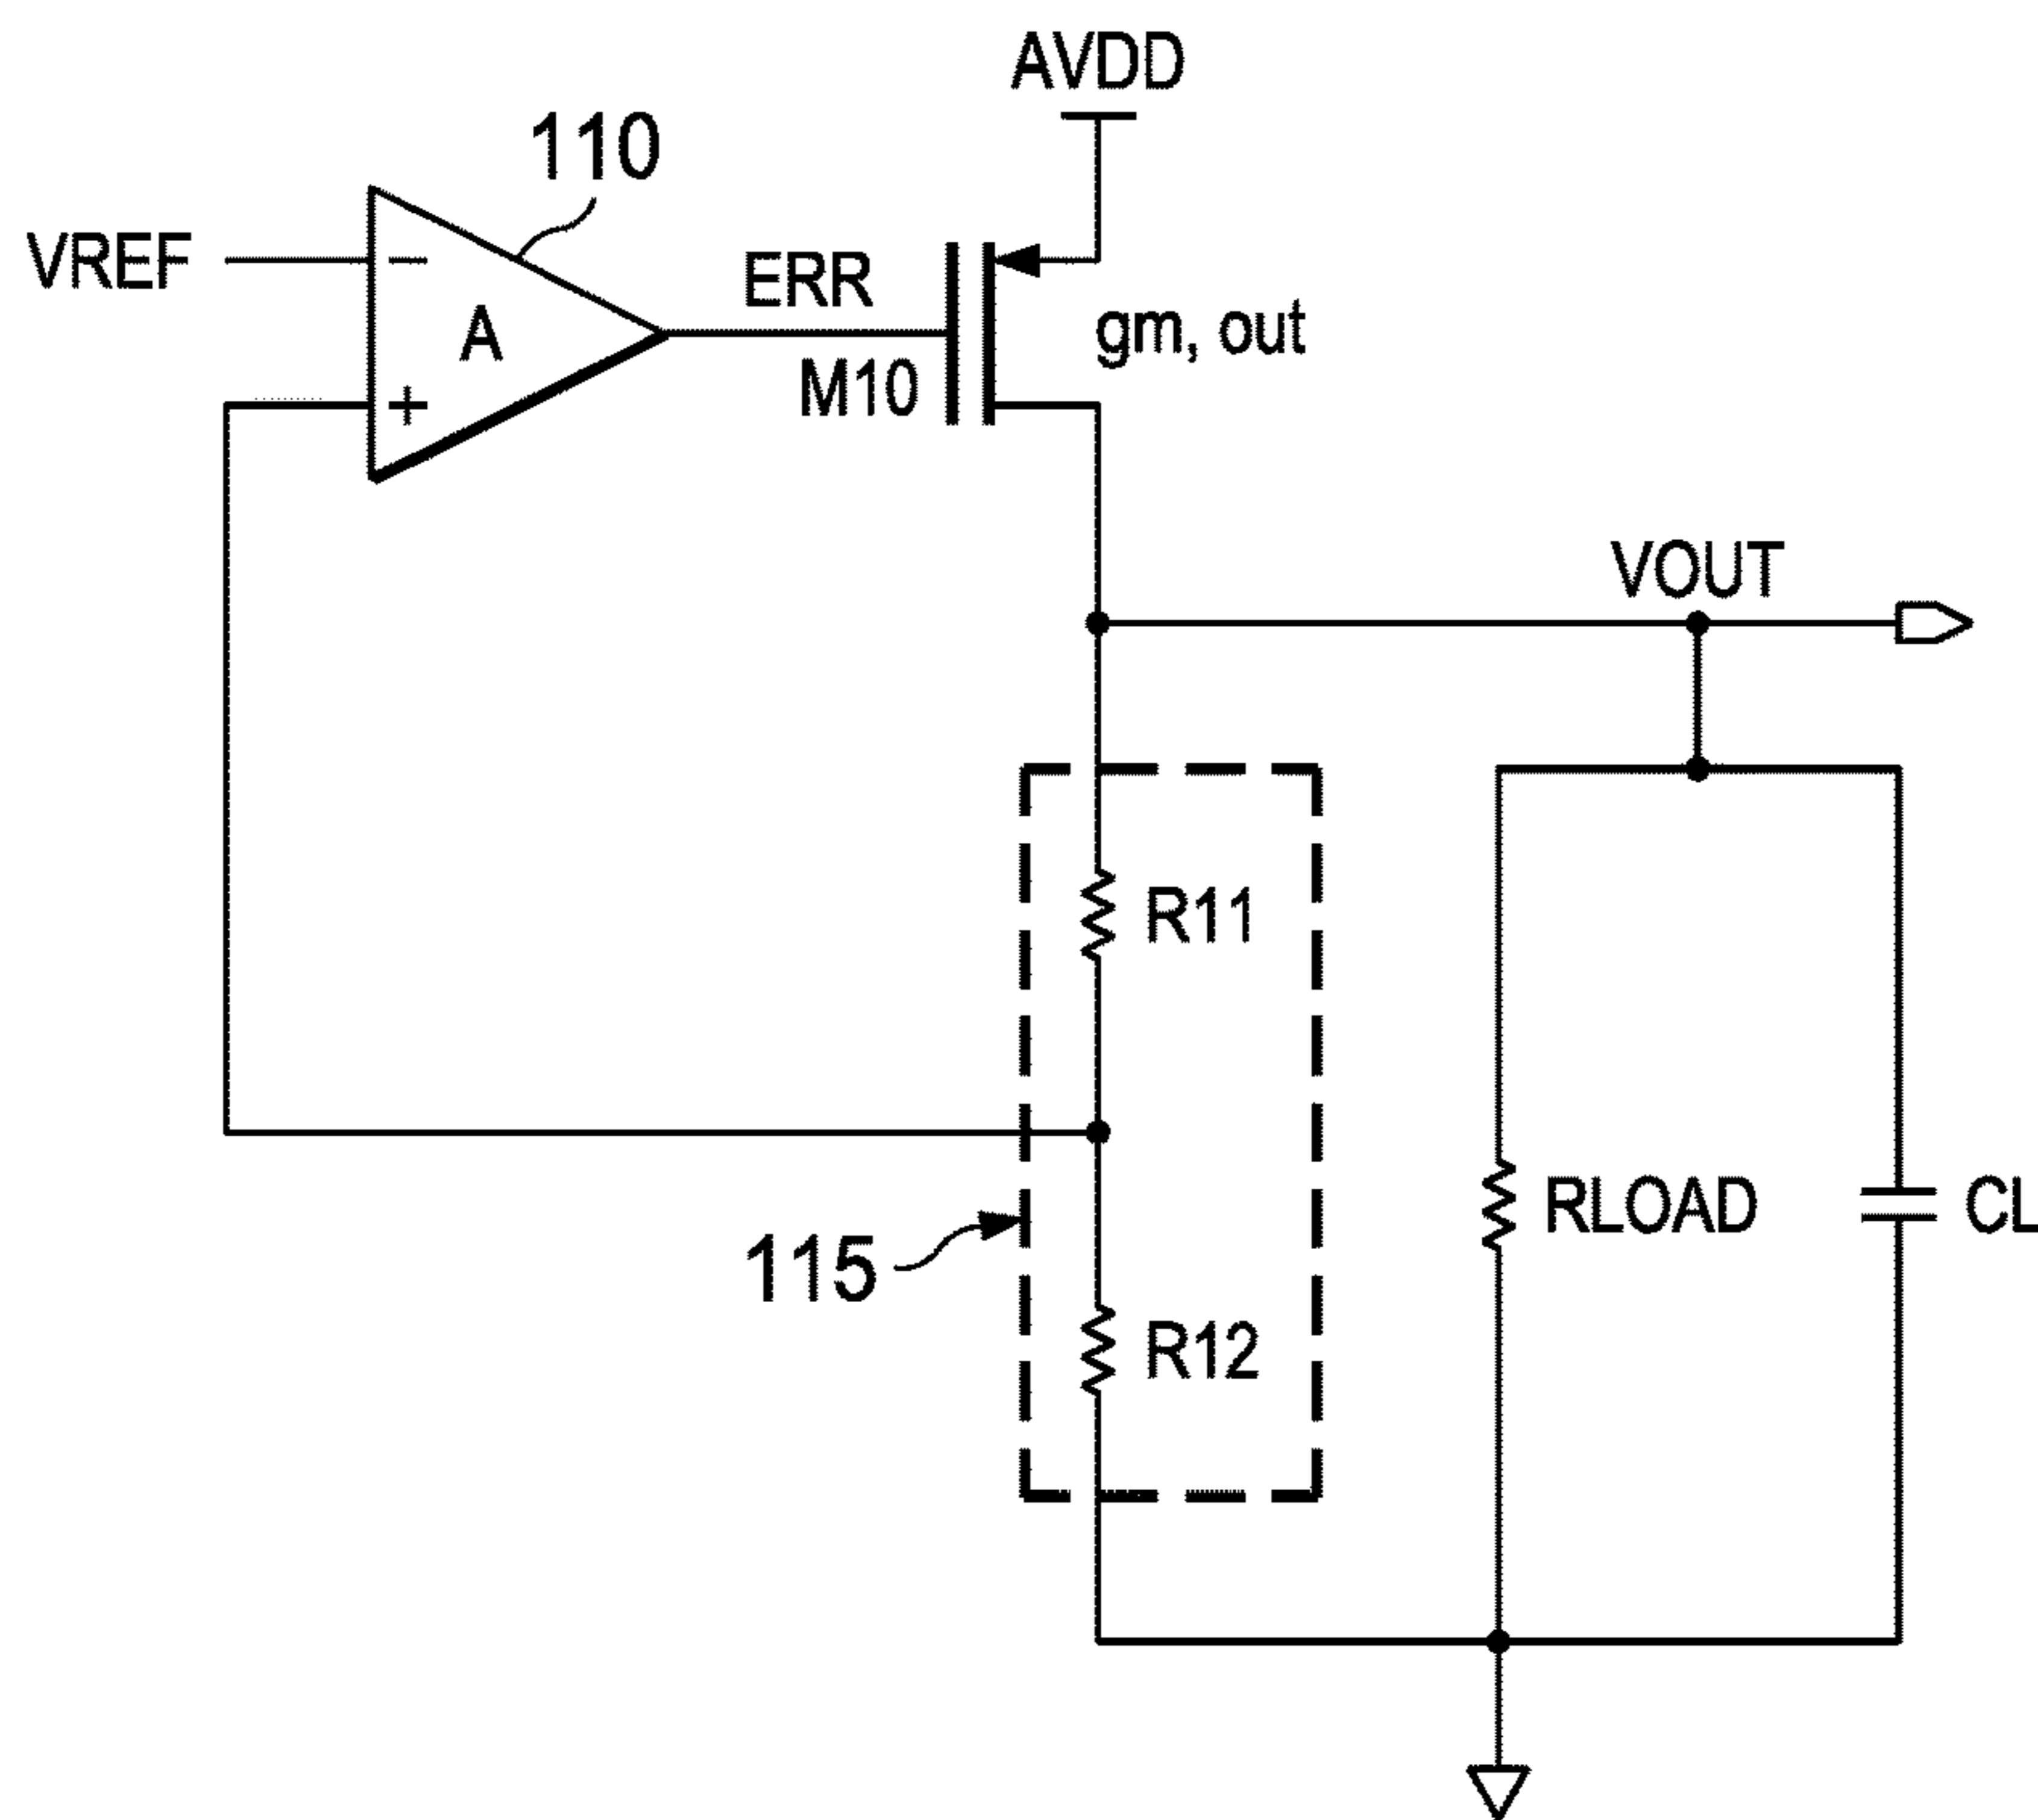 AVDD
110
VREF
−
A
+
ERR
M10
gm, out
VOUT
R11
RLOAD
CL
115
R12